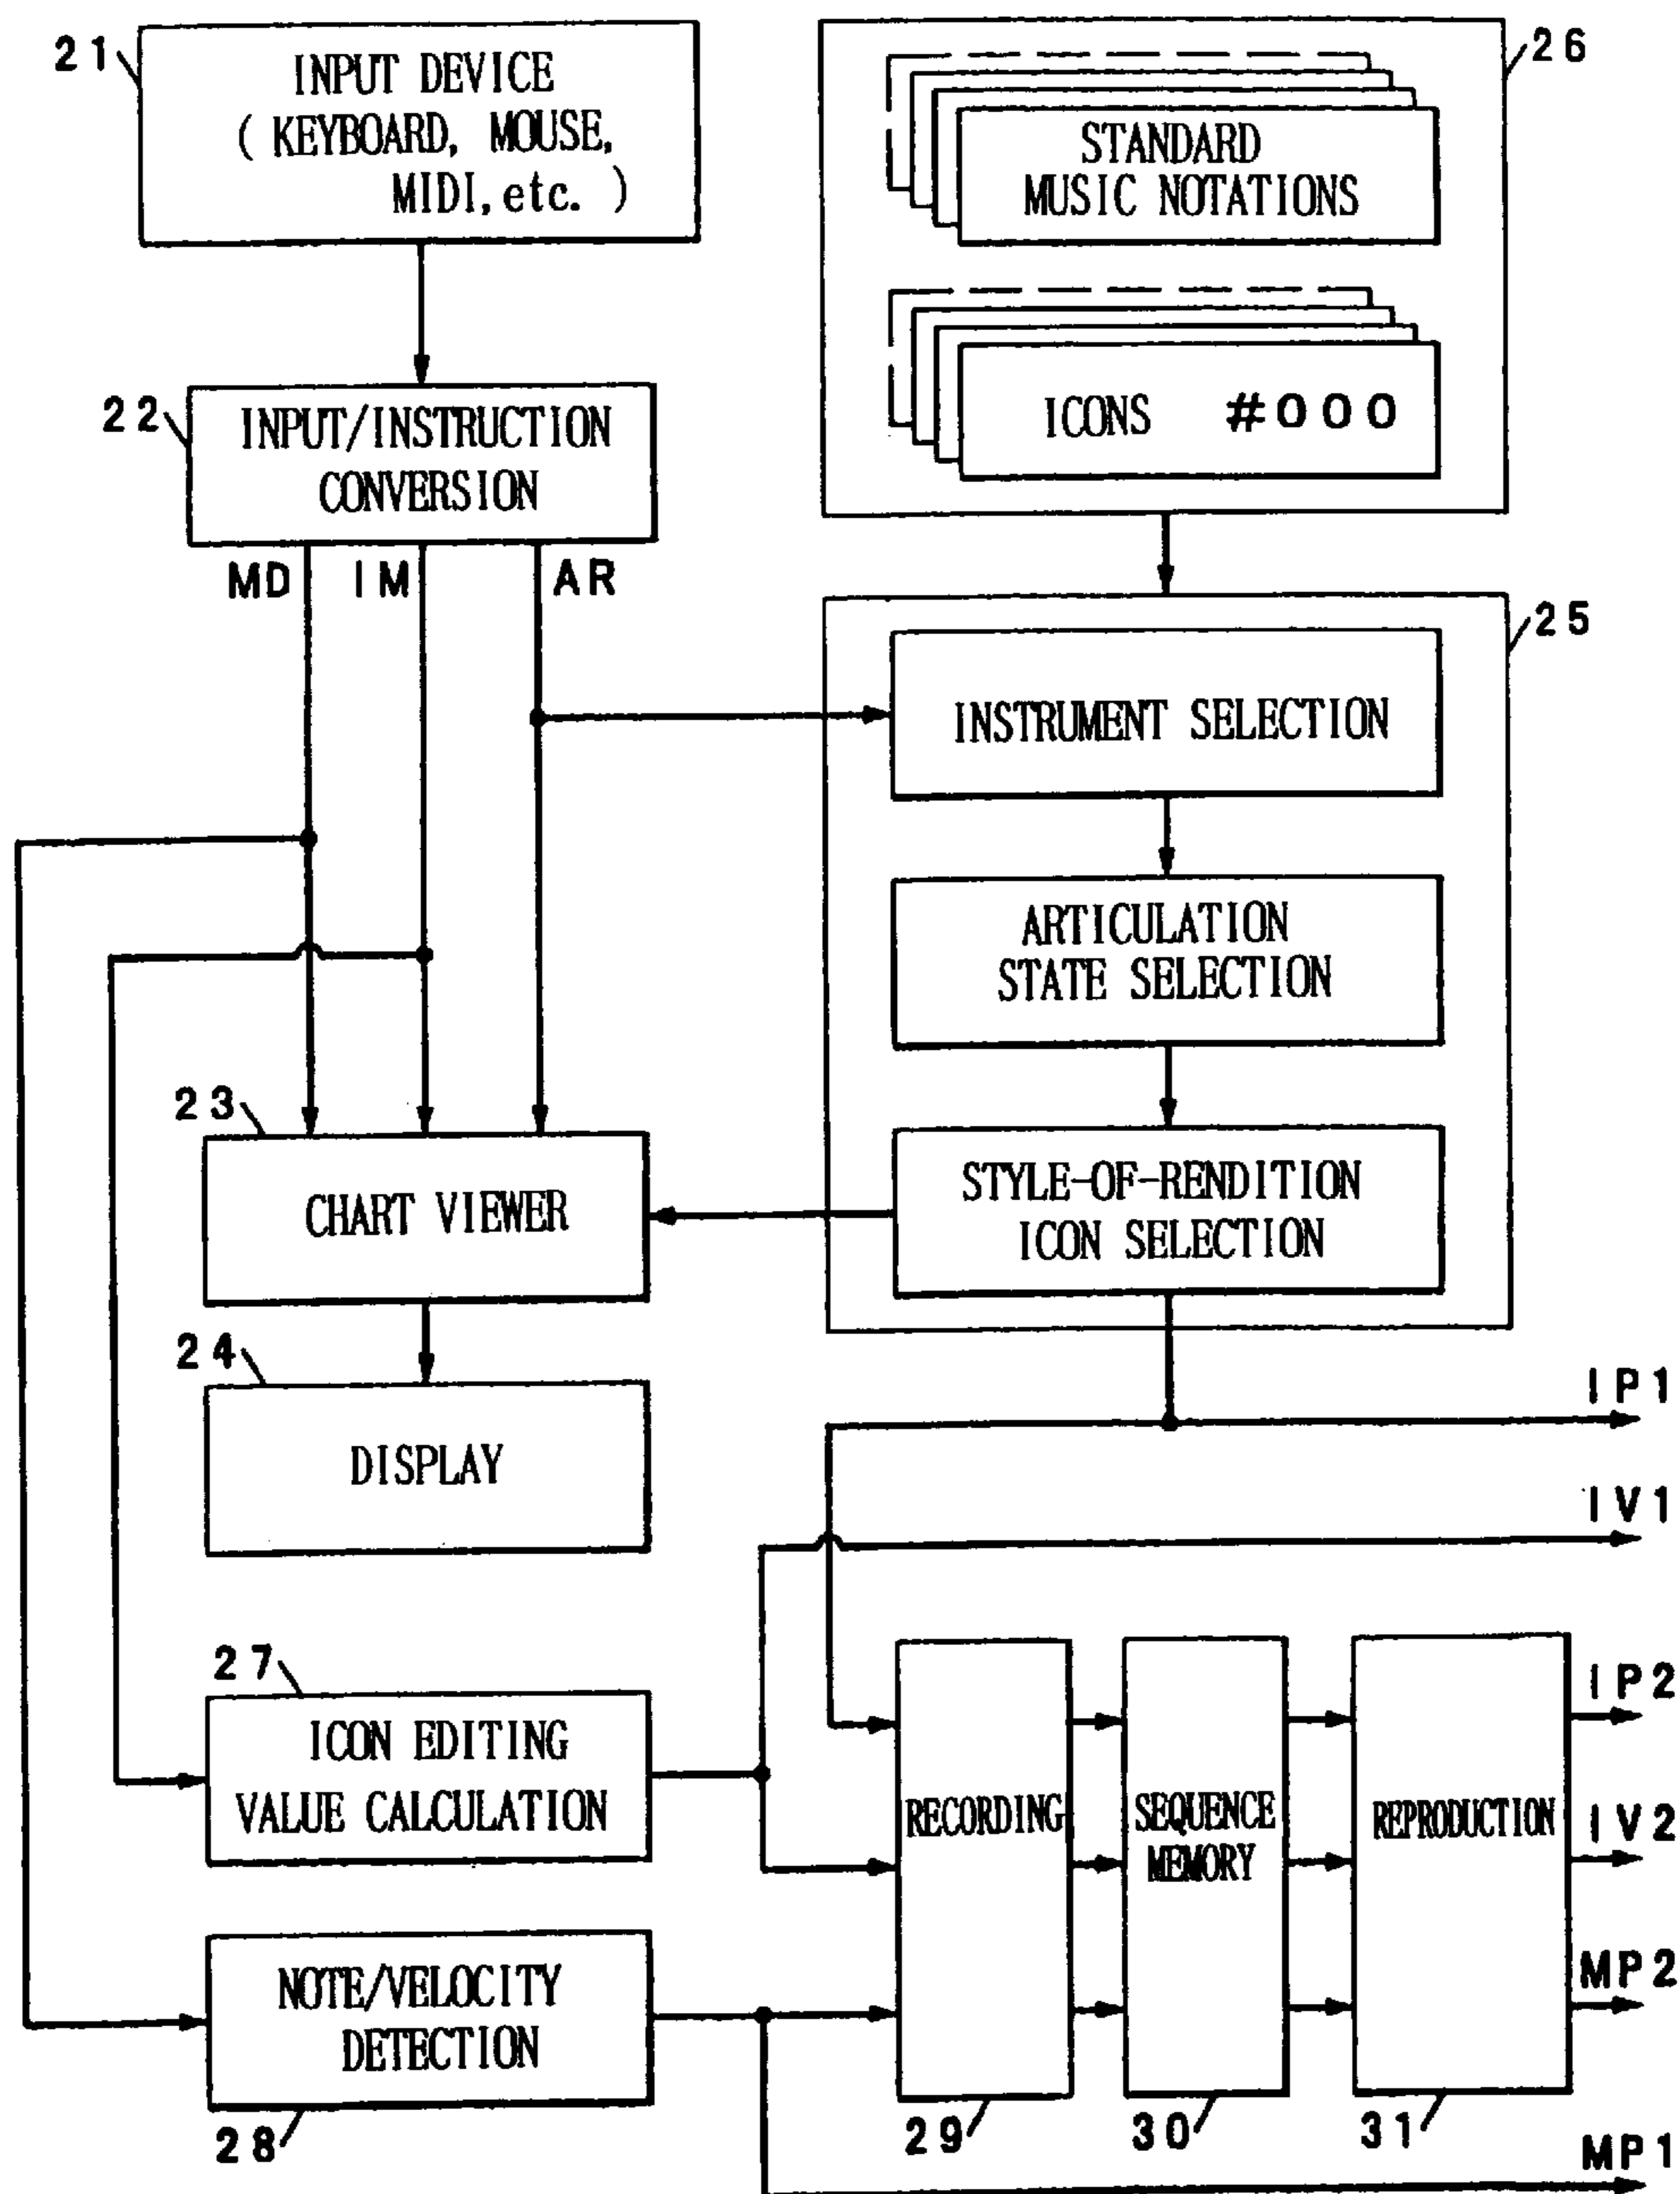 21
INPUT DEVICE
( KEYBOARD, MOUSE,
MIDI, etc. )
26
STANDARD
MUSIC NOTATIONS
ICONS #000
22
INPUT/INSTRUCTION
CONVERSION
MD IM AR
25
INSTRUMENT SELECTION
ARTICULATION
STATE SELECTION
STYLE-OF-RENDITION
ICON SELECTION
23
CHART VIEWER
24
DISPLAY
IP1
IV1
27
ICON EDITING
VALUE CALCULATION
NOTE/VELOCITY
DETECTION
28
RECORDING
29
SEQUENCE
MEMORY
30
REPRODUCTION
31
IP2
IV2
MP2
MP1